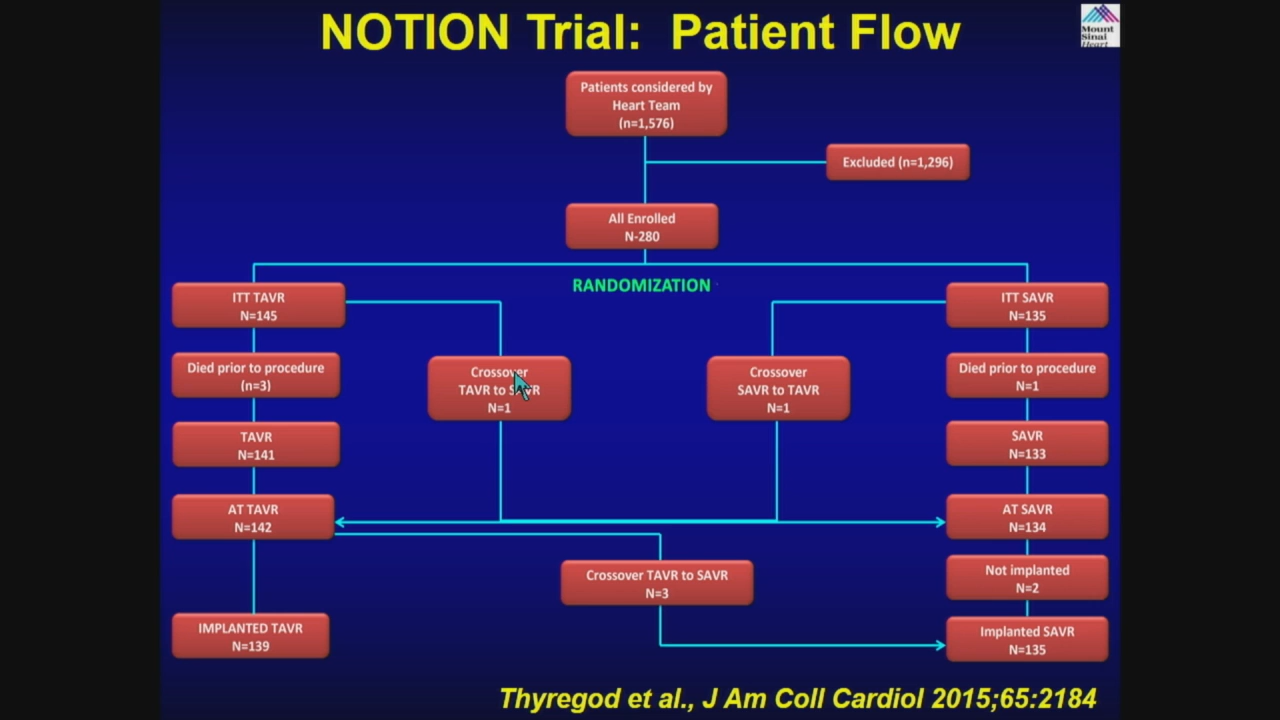 NOTION Trial: Patient Flow
Mount
Sinai
Heart
Patients considered by
Heart Team
(n=1,576)
Excluded (n=1,296)
All Enrolled
N-280
RANDOMIZATION
ITT TAVR
N=145
ITT SAVR
N=135
Died prior to procedure
(n=3)
Crossover
TAVR to SAVR
N=1
Crossover
SAVR to TAVR
N=1
Died prior to procedure
N=1
TAVR
N=141
SAVR
N=133
AT TAVR
N=142
AT SAVR
N=134
Crossover TAVR to SAVR
N=3
Not implanted
N=2
IMPLANTED TAVR
N=139
Implanted SAVR
N=135
Thyregod et al., J Am Coll Cardiol 2015;65:2184